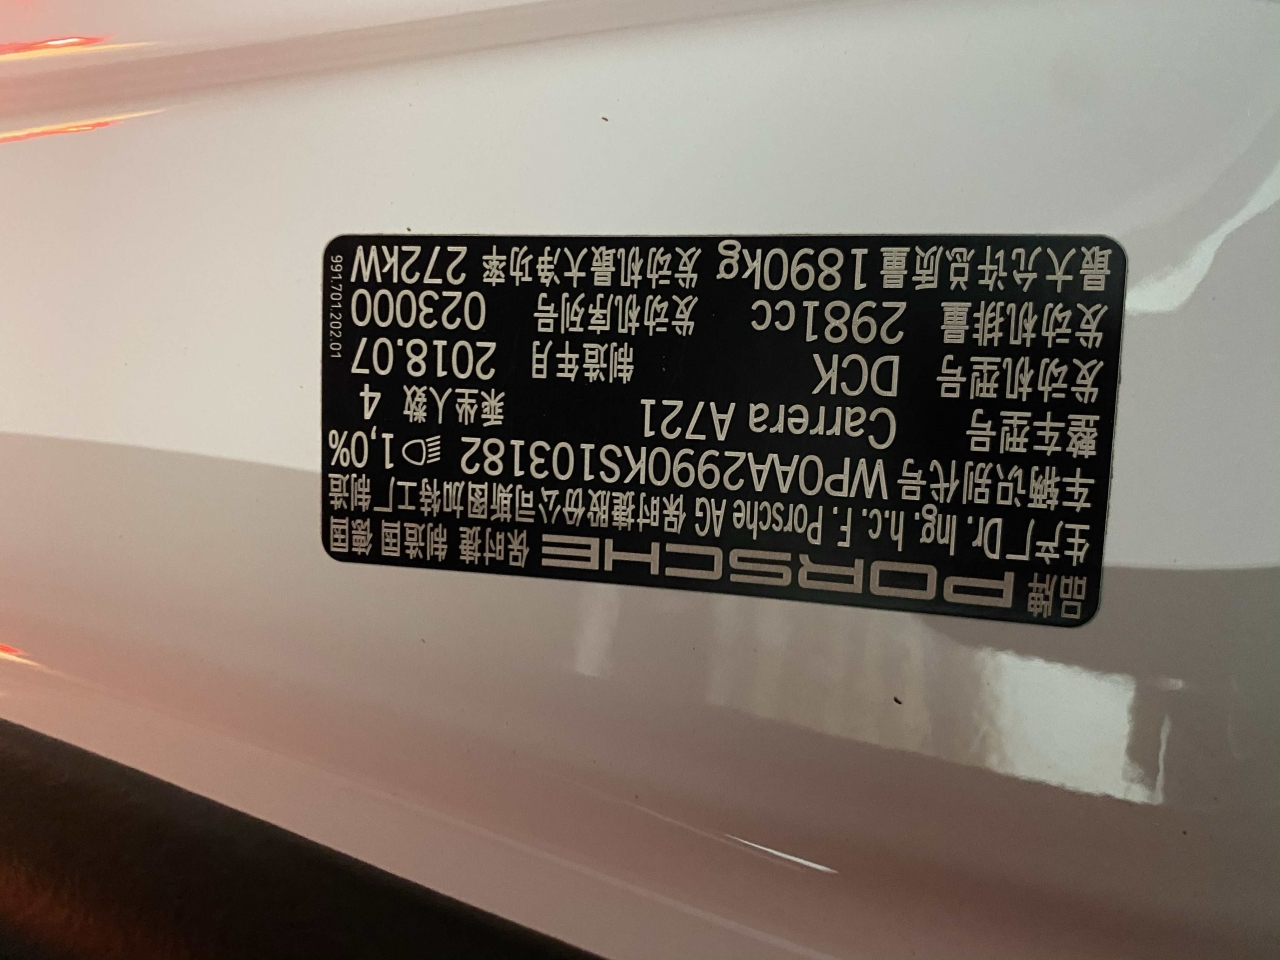 品牌 PORSCHE 保时捷 制造国 德国
生产厂 Dr. Ing. h.c. F. Porsche AG 保时捷股份公司斯图加特工厂制造
车辆识别代号 WP0AA2990KS103182 1,0%
整车型号 Carrera A721 乘坐人数 4
发动机型号 DCK 制造年月 2018.07
发动机排量 2981cc 发动机序列号 023000
最大允许总质量 1890kg 发动机最大净功率 272kW
991.701.202.01